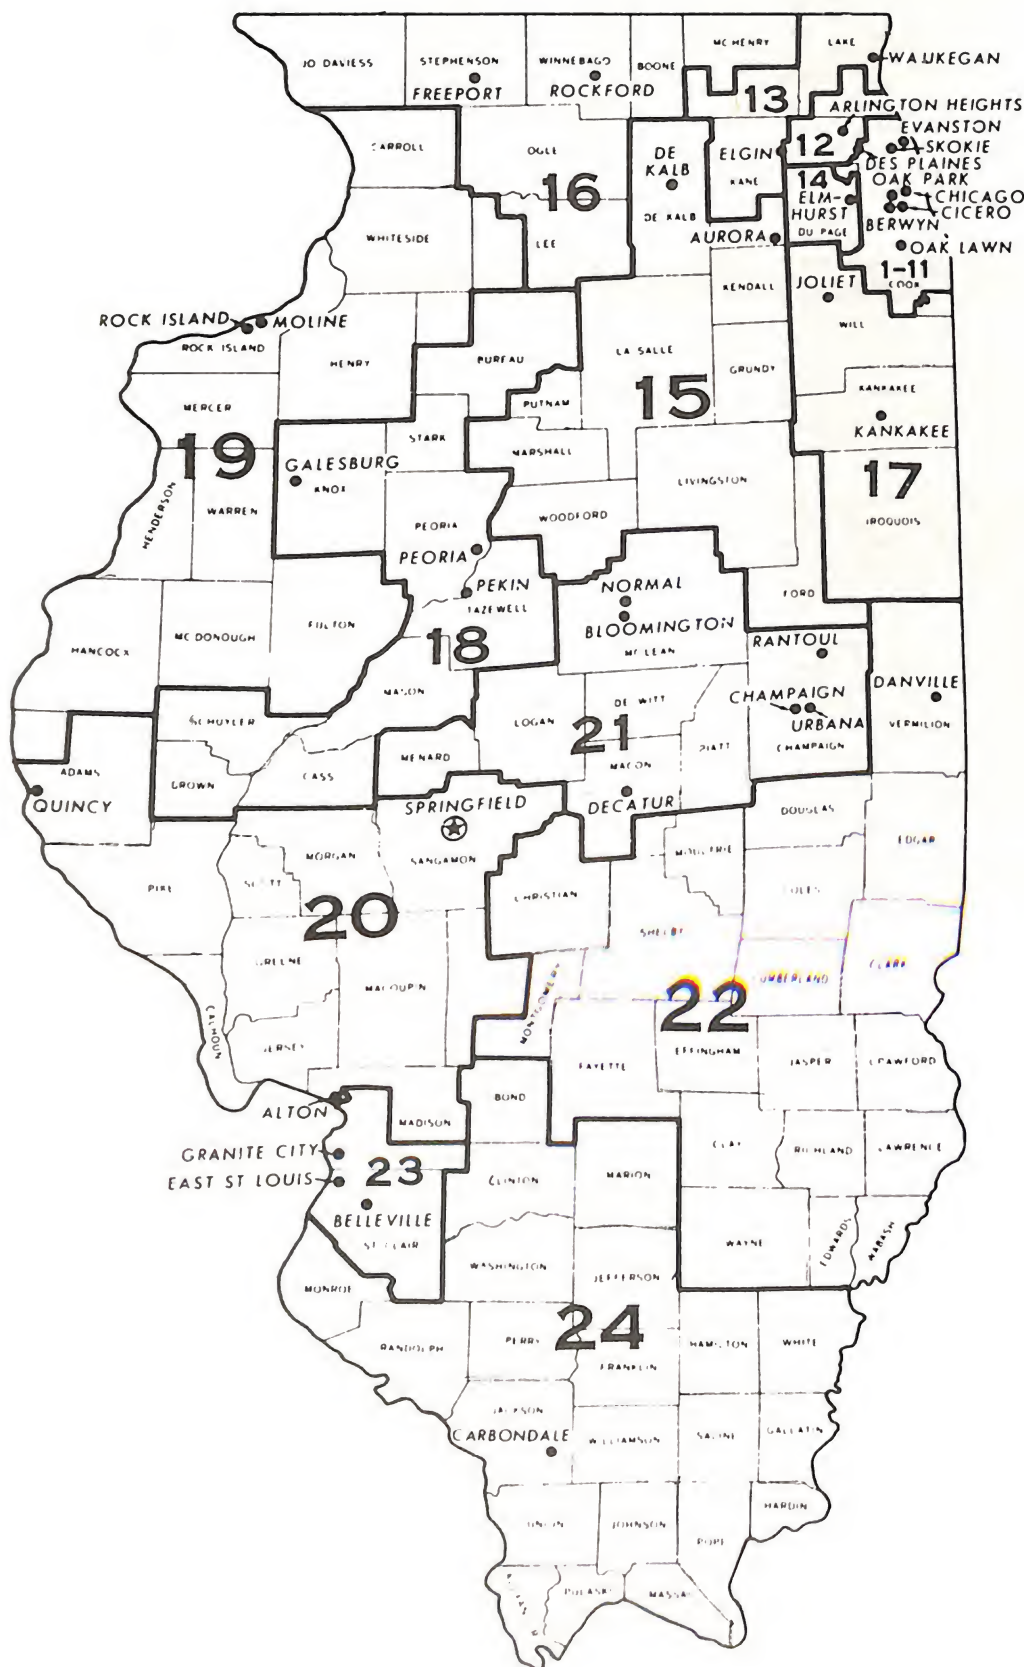 JO DAVIESS
STEPHENSON
FREEPORT
WINNEBAGO
ROCKFORD
BOONE
MC HENRY
LAKE
WAUKEGAN
13
ARLINGTON HEIGHTS
EVANSTON
12
SKOKIE
DES PLAINES
CARROLL
OGLE
16
DE
KALB
DE KALB
ELGIN
KANE
14
OAK PARK
ELM-
HURST
DU PAGE
CHICAGO
CICERO
BERWYN
WHITESIDE
LEE
AURORA
OAK LAWN
1-11
COOK
KENDALL
JOLIET
WILL
ROCK ISLAND
MOLINE
ROCK ISLAND
HENRY
BUREAU
LA SALLE
15
GRUNDY
PUTNAM
KANKAKEE
KANKAKEE
MERCER
19
STARK
GALESBURG
KNOX
MARSHALL
LIVINGSTON
17
IROQUOIS
HENDERSON
WARREN
PEORIA
PEORIA
WOODFORD
PEKIN
TAZEWELL
18
NORMAL
BLOOMINGTON
MC LEAN
FORD
RANTOUL
HANCOCK
MC DONOUGH
FULTON
MASON
SCHUYLER
LOGAN
DE WITT
21
CHAMPAIGN
URBANA
CHAMPAIGN
DANVILLE
VERMILION
PIATT
MACON
DECATUR
ADAMS
QUINCY
BROWN
CASS
MENARD
SPRINGFIELD
SANGAMON
DOUGLAS
EDGAR
MOULTRIE
COLES
PIKE
SCOTT
MORGAN
20
CHRISTIAN
SHELBY
CUMBERLAND
CLARK
22
GREENE
MACOUPIN
MONTGOMERY
CALHOUN
JERSEY
FAYETTE
EFFINGHAM
JASPER
CRAWFORD
BOND
ALTON
MADISON
GRANITE CITY
EAST ST LOUIS
23
BELLEVILLE
ST CLAIR
CLINTON
MARION
CLAY
RICHLAND
LAWRENCE
WAYNE
EDWARDS
WABASH
MONROE
WASHINGTON
JEFFERSON
24
RANDOLPH
PERRY
FRANKLIN
HAMILTON
WHITE
JACKSON
CARBONDALE
WILLIAMSON
SALINE
GALLATIN
UNION
JOHNSON
POPE
HARDIN
PULASKI